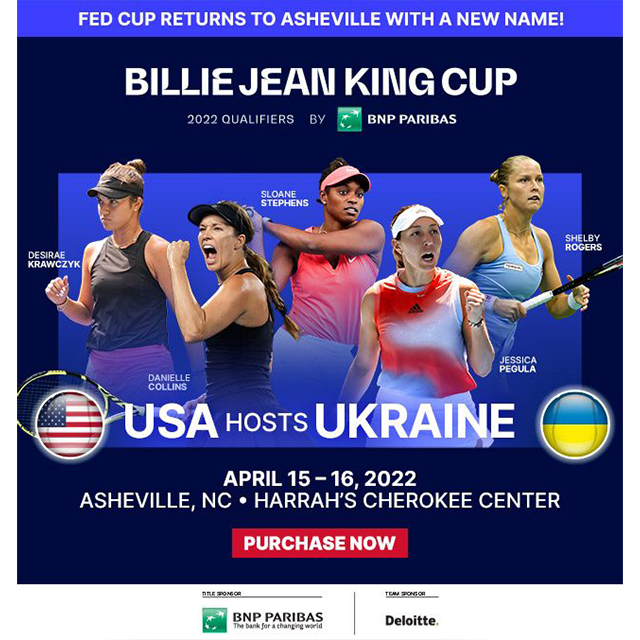 FED CUP RETURNS TO ASHEVILLE WITH A NEW NAME!
BILLIE JEAN KING CUP
2022 QUALIFIERS BY BNP PARIBAS
SLOANE
STEPHENS
DESIRAE
KRAWCZYK
SHELBY
ROGERS
JESSICA
PEGULA
DANIELLE
COLLINS
USA HOSTS UKRAINE
APRIL 15 – 16, 2022
ASHEVILLE, NC • HARRAH'S CHEROKEE CENTER
PURCHASE NOW
TITLE SPONSOR
TEAM SPONSOR
BNP PARIBAS
The bank for a changing world
Deloitte.